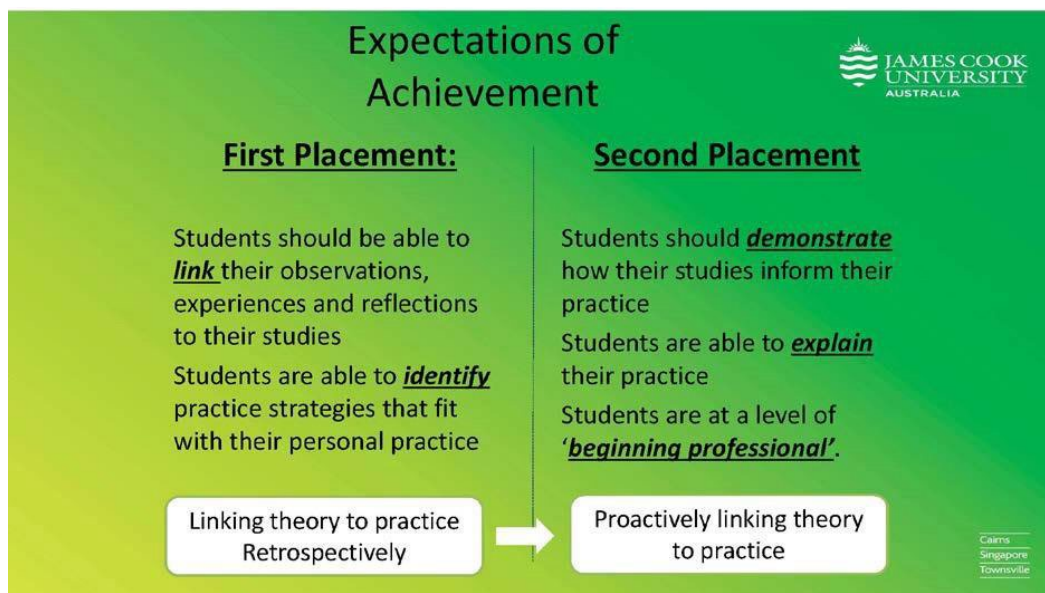 Expectations of
Achievement
JAMES COOK
UNIVERSITY
AUSTRALIA
First Placement:
Students should be able to
link their observations,
experiences and reflections
to their studies
Students are able to identify
practice strategies that fit
with their personal practice
Linking theory to practice
Retrospectively
Second Placement
Students should demonstrate
how their studies inform their
practice
Students are able to explain
their practice
Students are at a level of
‘beginning professional’.
Proactively linking theory
to practice
Cairns
Singapore
Townsville